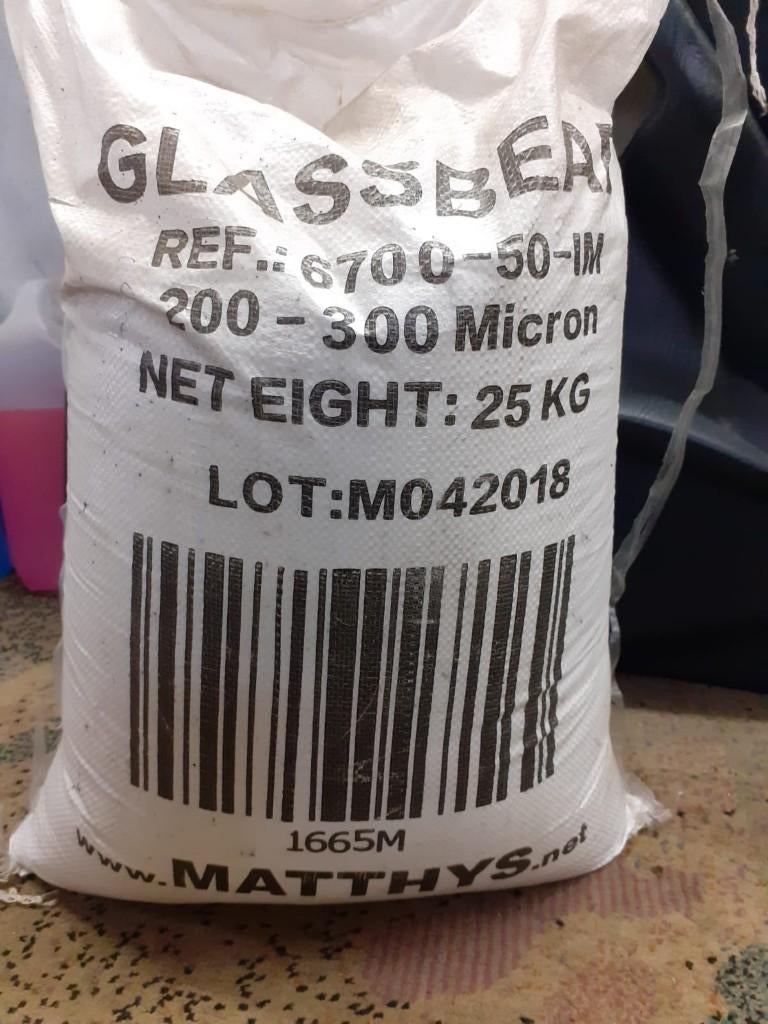 GLASSBEA
REF.: 6700-50-IM
200 - 300 Micron
NET EIGHT: 25 KG
LOT:M042018
1665M
www.MATTHYS.net